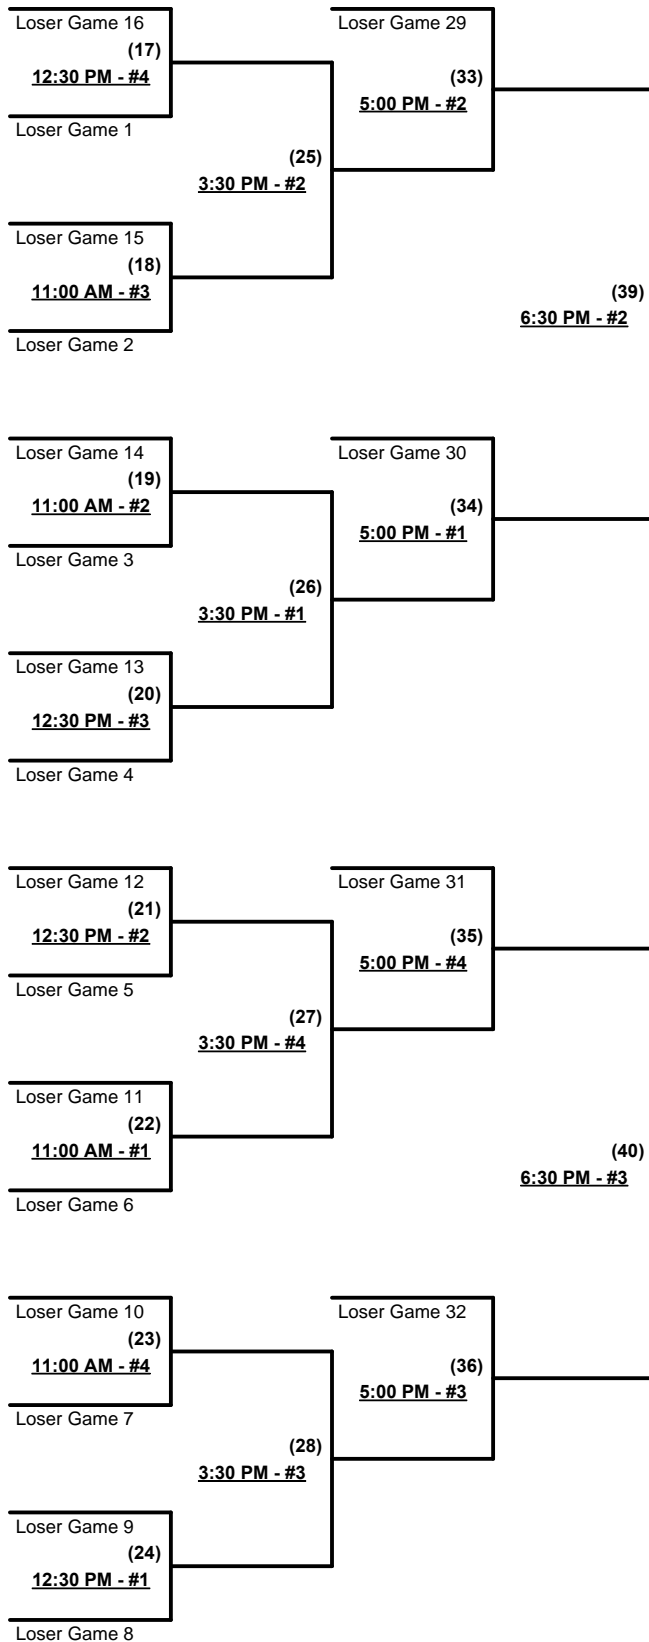 Loser Game 16
(17)
12:30 PM - #4
Loser Game 1
Loser Game 29
(33)
5:00 PM - #2
(25)
3:30 PM - #2
Loser Game 15
(18)
11:00 AM - #3
Loser Game 2
(39)
6:30 PM - #2
Loser Game 14
(19)
11:00 AM - #2
Loser Game 3
Loser Game 30
(34)
5:00 PM - #1
(26)
3:30 PM - #1
Loser Game 13
(20)
12:30 PM - #3
Loser Game 4
Loser Game 12
(21)
12:30 PM - #2
Loser Game 5
Loser Game 31
(35)
5:00 PM - #4
(27)
3:30 PM - #4
Loser Game 11
(22)
11:00 AM - #1
Loser Game 6
(40)
6:30 PM - #3
Loser Game 10
(23)
11:00 AM - #4
Loser Game 7
Loser Game 32
(36)
5:00 PM - #3
(28)
3:30 PM - #3
Loser Game 9
(24)
12:30 PM - #1
Loser Game 8